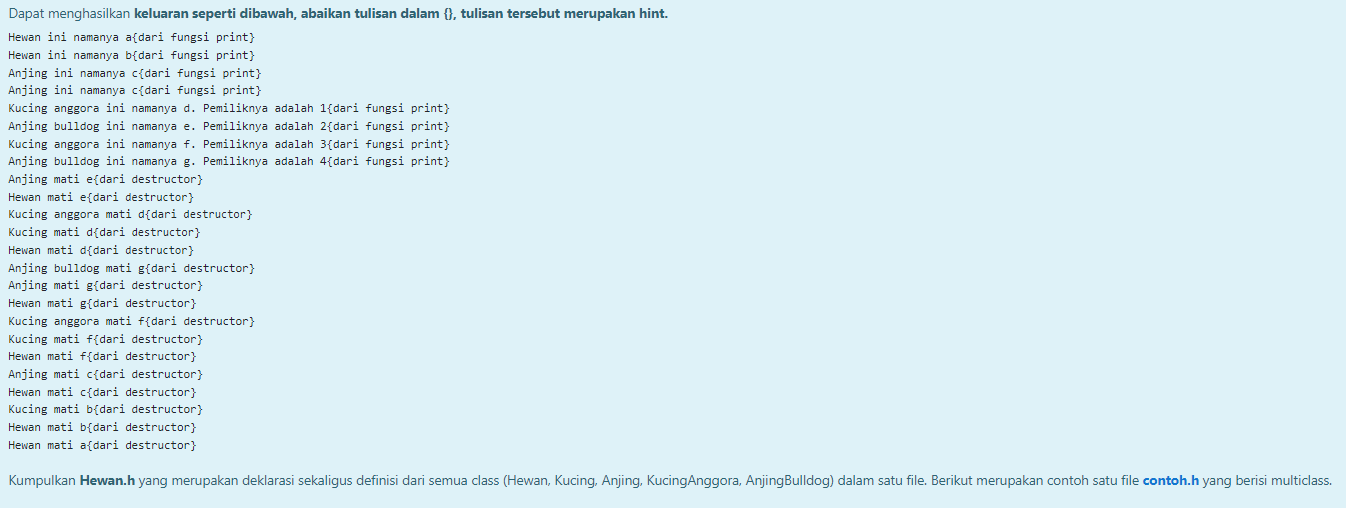 Dapat menghasilkan keluaran seperti dibawah, abaikan tulisan dalam {}, tulisan tersebut merupakan hint.
Hewan ini namanya a{dari fungsi print}
Hewan ini namanya b{dari fungsi print}
Anjing ini namanya c{dari fungsi print}
Anjing ini namanya c{dari fungsi print}
Kucing anggora ini namanya d. Pemiliknya adalah 1{dari fungsi print}
Anjing bulldog ini namanya e. Pemiliknya adalah 2{dari fungsi print}
Kucing anggora ini namanya f. Pemiliknya adalah 3{dari fungsi print}
Anjing bulldog ini namanya g. Pemiliknya adalah 4{dari fungsi print}
Anjing mati e{dari destructor}
Hewan mati e{dari destructor}
Kucing anggora mati d{dari destructor}
Kucing mati d{dari destructor}
Hewan mati d{dari destructor}
Anjing bulldog mati g{dari destructor}
Anjing mati g{dari destructor}
Hewan mati g{dari destructor}
Kucing anggora mati f{dari destructor}
Kucing mati f{dari destructor}
Hewan mati f{dari destructor}
Anjing mati c{dari destructor}
Hewan mati c{dari destructor}
Kucing mati b{dari destructor}
Hewan mati b{dari destructor}
Hewan mati a{dari destructor}
Kumpulkan Hewan.h yang merupakan deklarasi sekaligus definisi dari semua class (Hewan, Kucing, Anjing, KucingAnggora, AnjingBulldog) dalam satu file. Berikut merupakan contoh satu file contoh.h yang berisi multiclass.